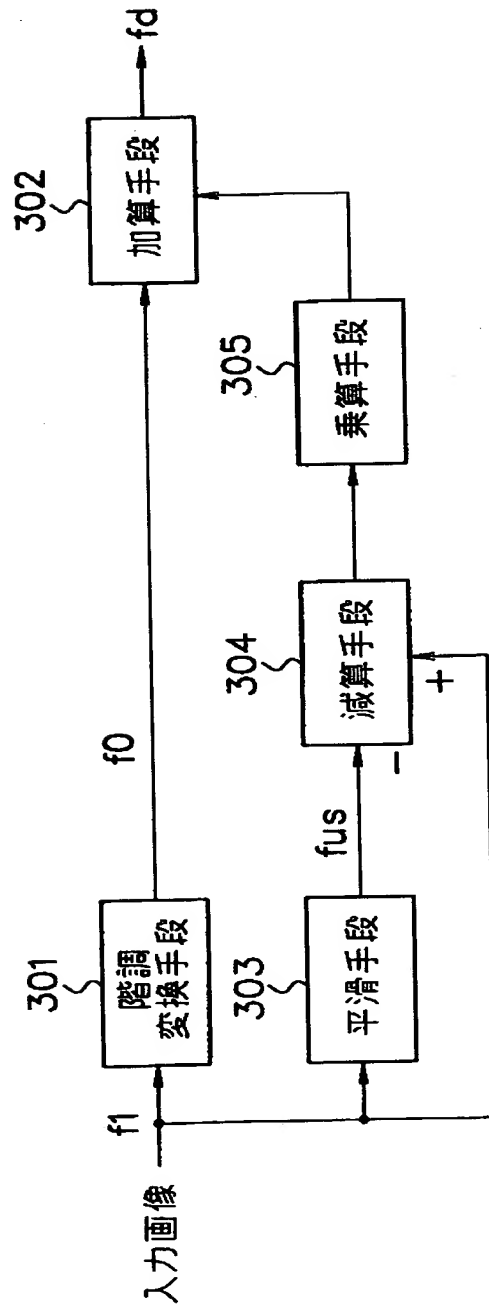 入力画像
f1
301
階調
変換手段
f0
302
加算手段
fd
303
平滑手段
fus
−
+
304
減算手段
305
乗算手段